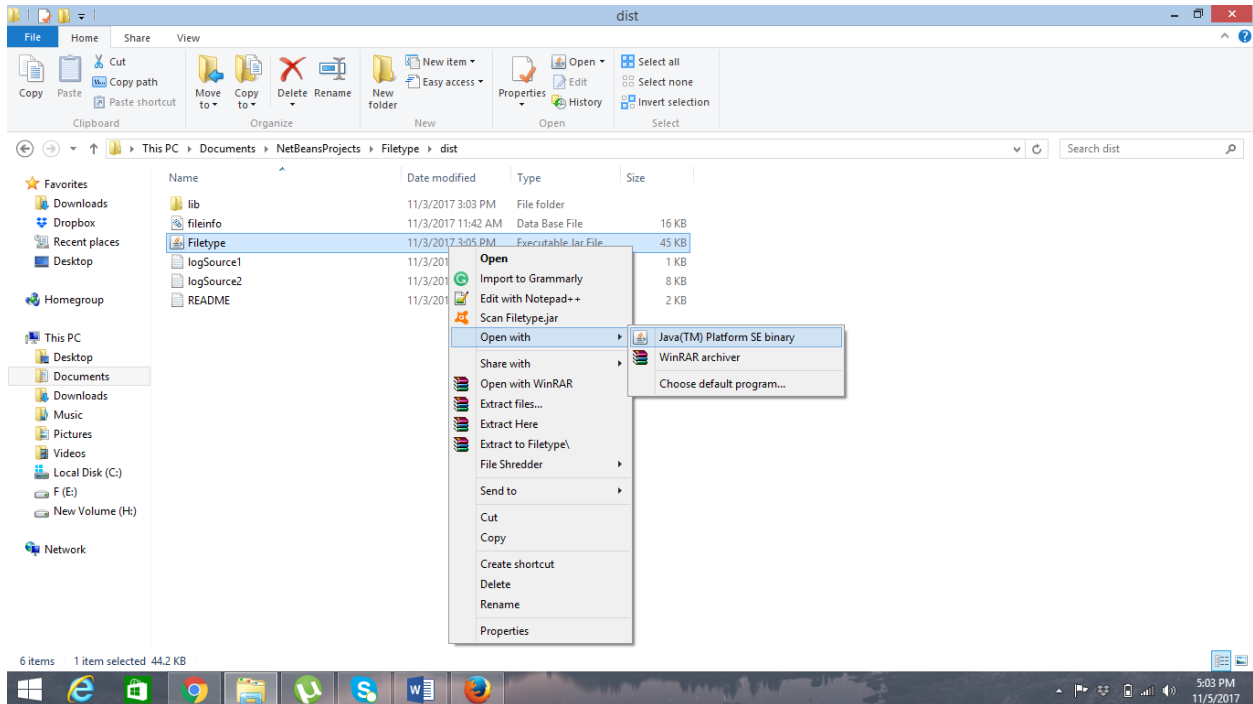 dist
File Home Share View
Copy
Paste
Cut
Copy path
Paste shortcut
Clipboard
Move to
Copy to
Delete
Rename
Organize
New folder
New item
Easy access
New
Properties
Open
Edit
History
Open
Select all
Select none
Invert selection
Select
This PC Documents NetBeansProjects Filetype dist
Search dist
Favorites
Downloads
Dropbox
Recent places
Desktop
Homegroup
This PC
Desktop
Documents
Downloads
Music
Pictures
Videos
Local Disk (C:)
F (E:)
New Volume (H:)
Network
Name Date modified Type Size
lib 11/3/2017 3:03 PM File folder
fileinfo 11/3/2017 11:42 AM Data Base File 16 KB
Filetype 11/3/2017 3:05 PM Executable Jar File 45 KB
logSource1 11/3/201 1 KB
logSource2 11/3/201 8 KB
README 11/3/201 2 KB
Open
Import to Grammarly
Edit with Notepad++
Scan Filetype.jar
Open with
Share with
Open with WinRAR
Extract files...
Extract Here
Extract to Filetype\
File Shredder
Send to
Cut
Copy
Create shortcut
Delete
Rename
Properties
Java(TM) Platform SE binary
WinRAR archiver
Choose default program...
6 items 1 item selected 44.2 KB
5:03 PM
11/5/2017